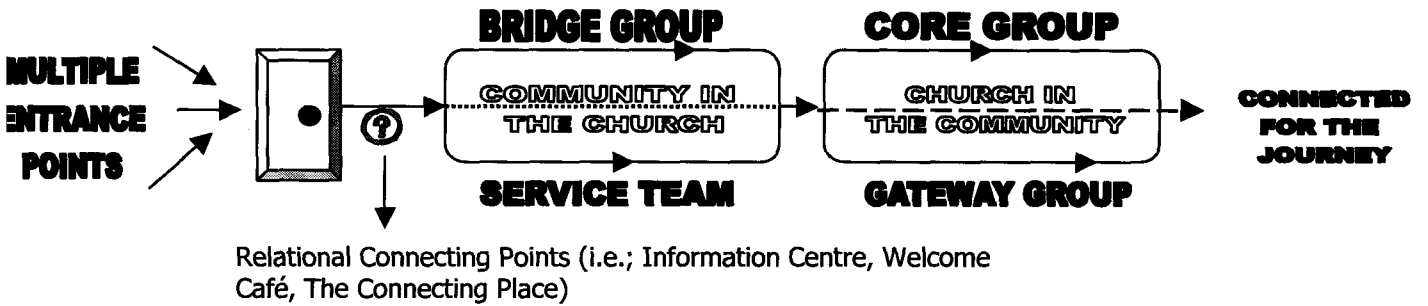 MULTIPLE
ENTRANCE
POINTS
?
BRIDGE GROUP
COMMUNITY IN
THE CHURCH
SERVICE TEAM
CORE GROUP
CHURCH IN
THE COMMUNITY
GATEWAY GROUP
CONNECTED
FOR THE
JOURNEY
Relational Connecting Points (i.e.; Information Centre, Welcome
Café, The Connecting Place)